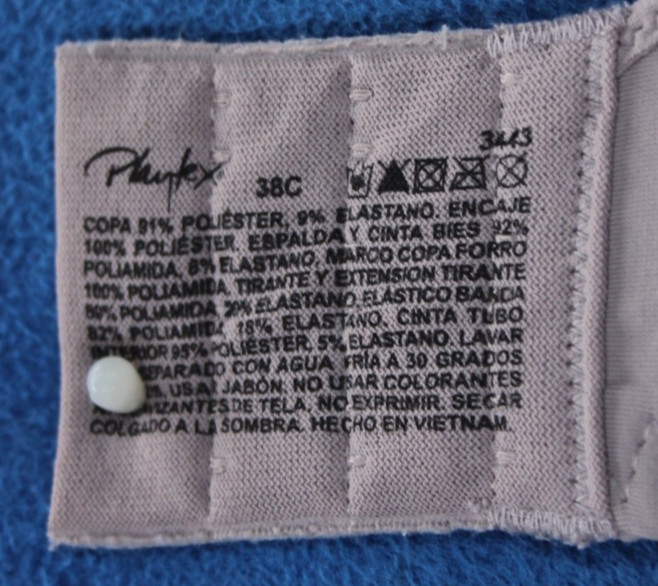 3443
Playtex 38C
COPA 91% POLIÉSTER, 9% ELASTANO. ENCAJE
100% POLIÉSTER. ESPALDA Y CINTA BIES 92%
POLIAMIDA, 8% ELASTANO. MARCO COPA FORRO
100% POLIAMIDA. TIRANTE Y EXTENSION TIRANTE
80% POLIAMIDA 20% ELASTANO. ELÁSTICO BANDA
82% POLIAMIDA 18% ELASTANO. CINTA TUBO
95% POLIÉSTER, 5% ELASTANO. LAVAR
SEPARADO CON AGUA FRÍA A 30 GRADOS
USAR JABÓN. NO USAR COLORANTES
DE TELA. NO EXPRIMIR. SECAR
COLGADO A LA SOMBRA. HECHO EN VIETNAM.